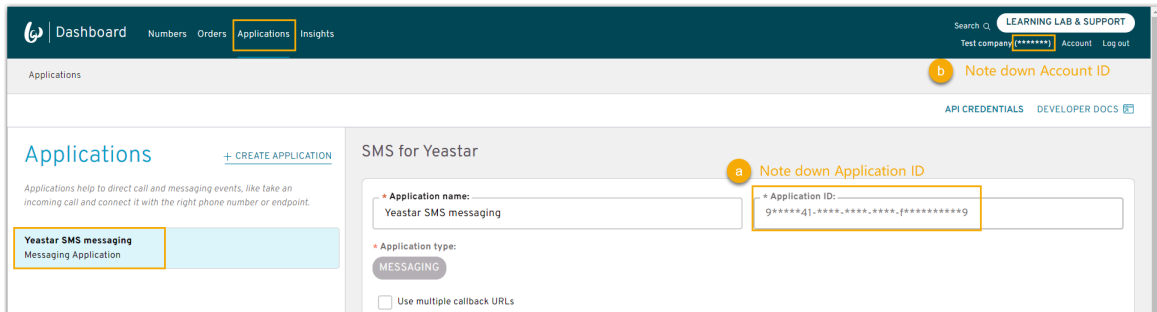 Dashboard Numbers Orders Applications Insights
Search LEARNING LAB & SUPPORT
Test company (*******) Account Log out
Applications
b Note down Account ID
API CREDENTIALS DEVELOPER DOCS
Applications + CREATE APPLICATION
Applications help to direct call and messaging events, like take an
incoming call and connect it with the right phone number or endpoint.
Yeastar SMS messaging
Messaging Application
SMS for Yeastar
a Note down Application ID
* Application name:
Yeastar SMS messaging
* Application ID:
9*****41-****-****-****-f**********9
* Application type:
MESSAGING
Use multiple callback URLs